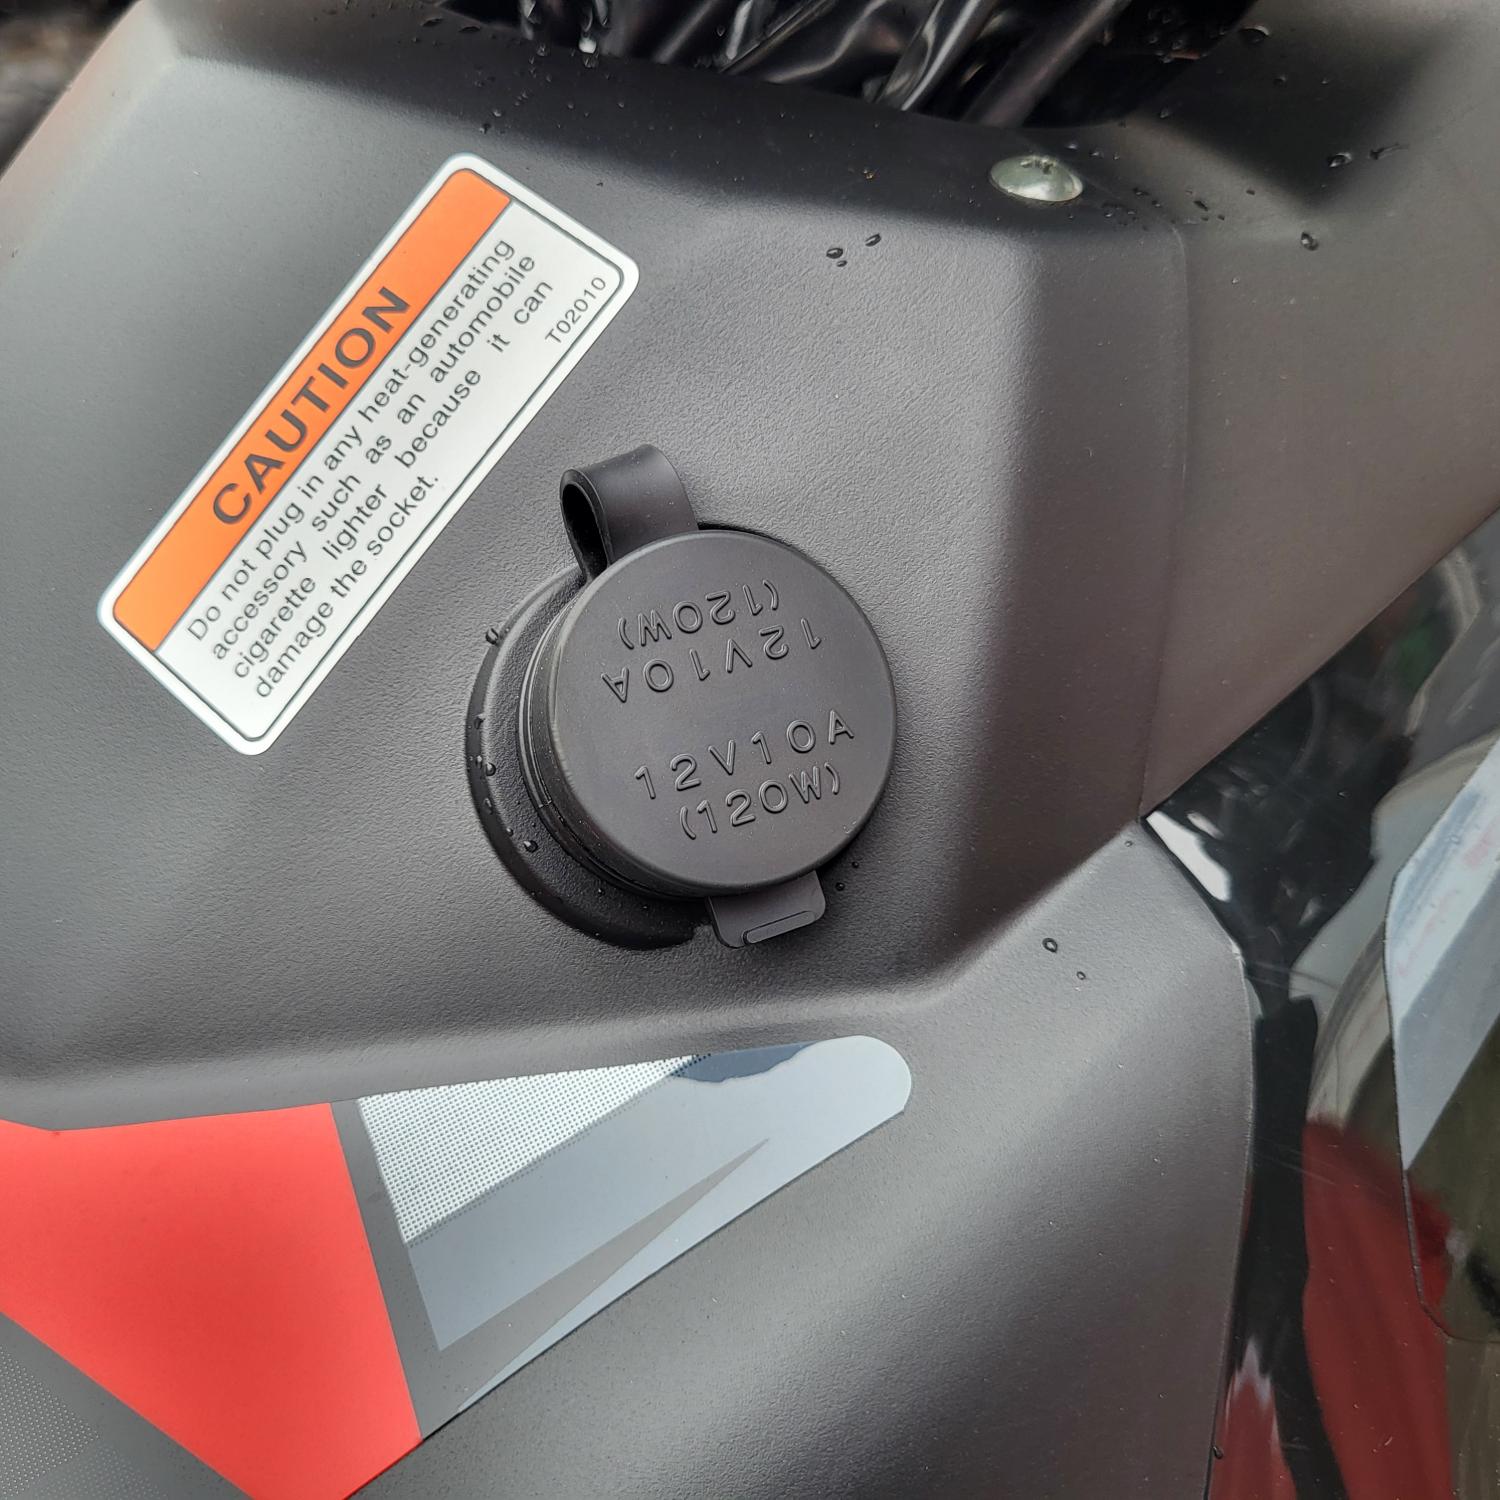 CAUTION
Do not plug in any heat-generating
accessory such as an automobile
cigarette lighter because it can
damage the socket.
T02010
12V10A
(120W)
12V10A
(120W)